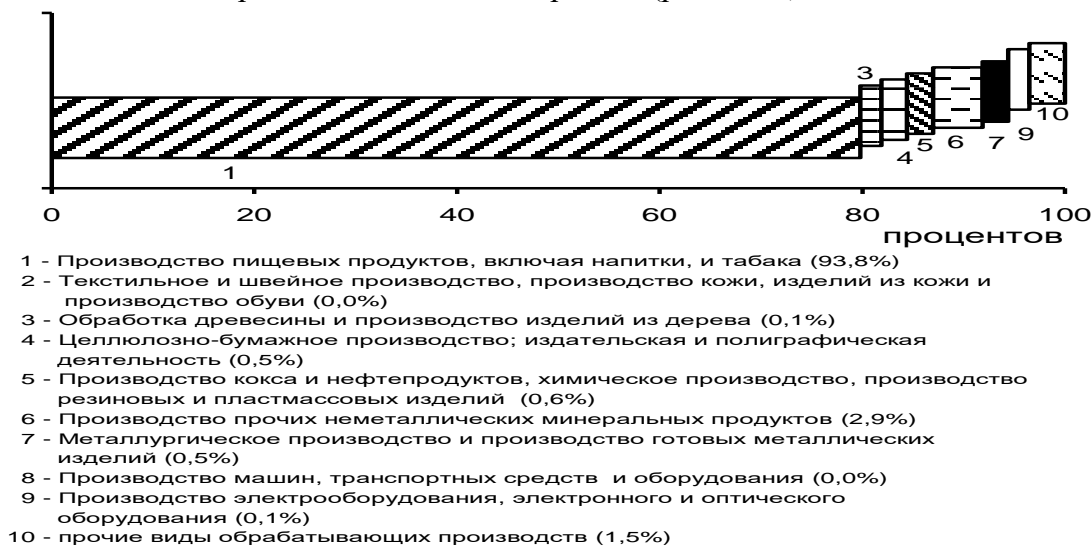 3
10
9
7
6
5
4
1
0 20 40 60 80 100
процентов
1 - Производство пищевых продуктов, включая напитки, и табака (93,8%)
2 - Текстильное и швейное производство, производство кожи, изделий из кожи и
производство обуви (0,0%)
3 - Обработка древесины и производство изделий из дерева (0,1%)
4 - Целлюлозно-бумажное производство; издательская и полиграфическая
деятельность (0,5%)
5 - Производство кокса и нефтепродуктов, химическое производство, производство
резиновых и пластмассовых изделий (0,6%)
6 - Производство прочих неметаллических минеральных продуктов (2,9%)
7 - Металлургическое производство и производство готовых металлических
изделий (0,5%)
8 - Производство машин, транспортных средств и оборудования (0,0%)
9 - Производство электрооборудования, электронного и оптического
оборудования (0,1%)
10 - прочие виды обрабатывающих производств (1,5%)